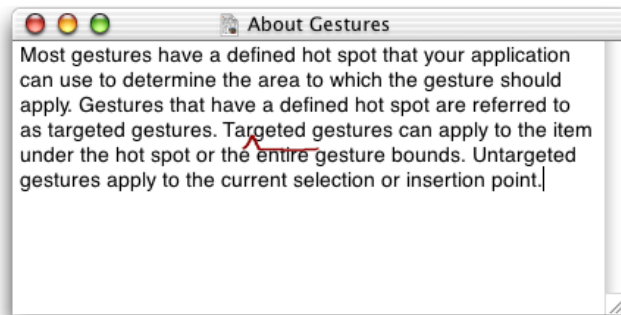 About Gestures
Most gestures have a defined hot spot that your application
can use to determine the area to which the gesture should
apply. Gestures that have a defined hot spot are referred to
as targeted gestures. Targeted gestures can apply to the item
under the hot spot or the entire gesture bounds. Untargeted
gestures apply to the current selection or insertion point.